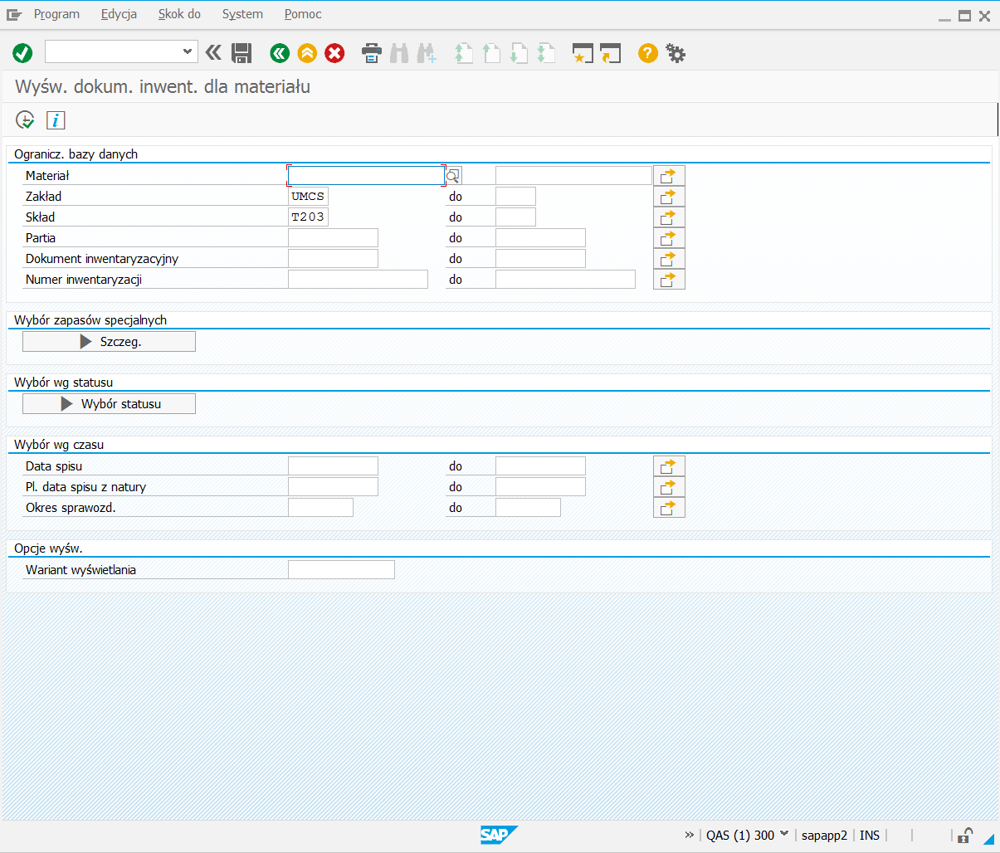 Program Edycja Skok do System Pomoc
Wyśw. dokum. inwent. dla materiału
Ogranicz. bazy danych
Materiał
Zakład UMCS do
Skład T203 do
Partia do
Dokument inwentaryzacyjny do
Numer inwentaryzacji do
Wybór zapasów specjalnych
Szczeg.
Wybór wg statusu
Wybór statusu
Wybór wg czasu
Data spisu do
Pl. data spisu z natury do
Okres sprawozd. do
Opcje wyśw.
Wariant wyświetlania
SAP » QAS (1) 300 sapapp2 INS